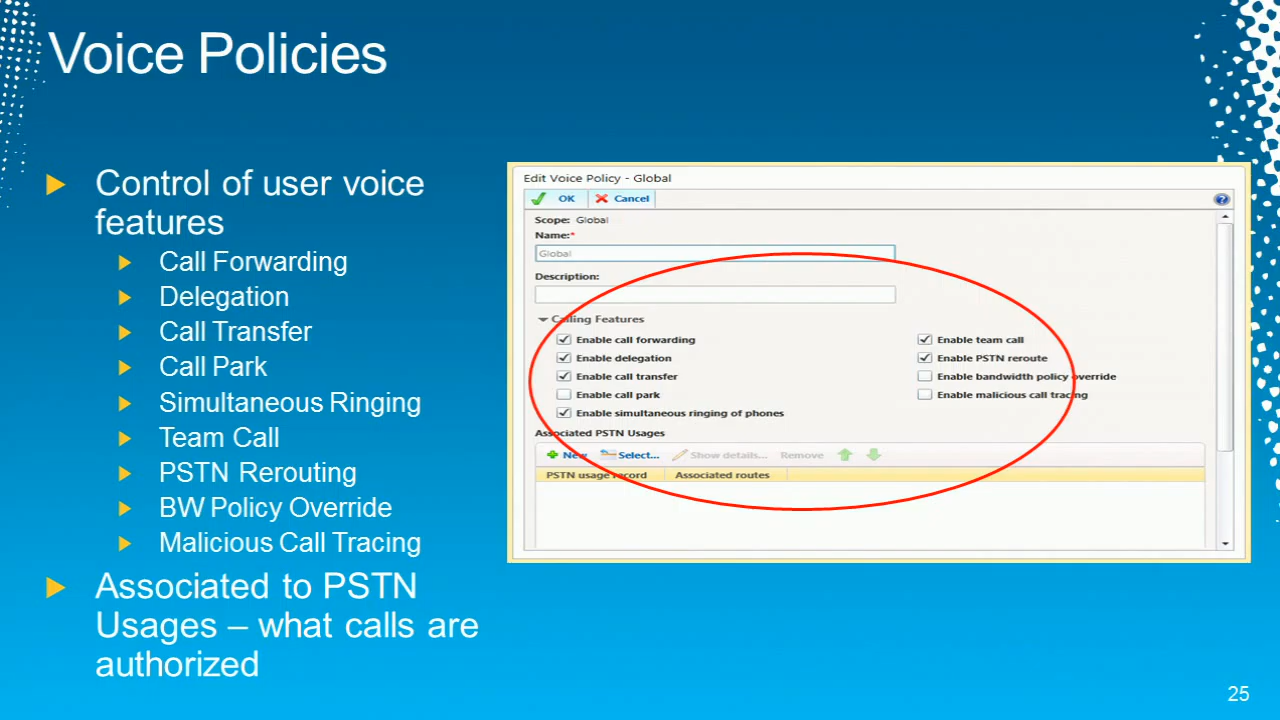 Voice Policies
Control of user voice
features
Call Forwarding
Delegation
Call Transfer
Call Park
Simultaneous Ringing
Team Call
PSTN Rerouting
BW Policy Override
Malicious Call Tracing
Associated to PSTN
Usages – what calls are
authorized
Edit Voice Policy - Global
OK Cancel
Scope: Global
Name:*
Global
Description:
Calling Features
Enable call forwarding Enable team call
Enable delegation Enable PSTN reroute
Enable call transfer Enable bandwidth policy override
Enable call park Enable malicious call tracing
Enable simultaneous ringing of phones
Associated PSTN Usages
New Select... Show details... Remove
PSTN usage record Associated routes
25